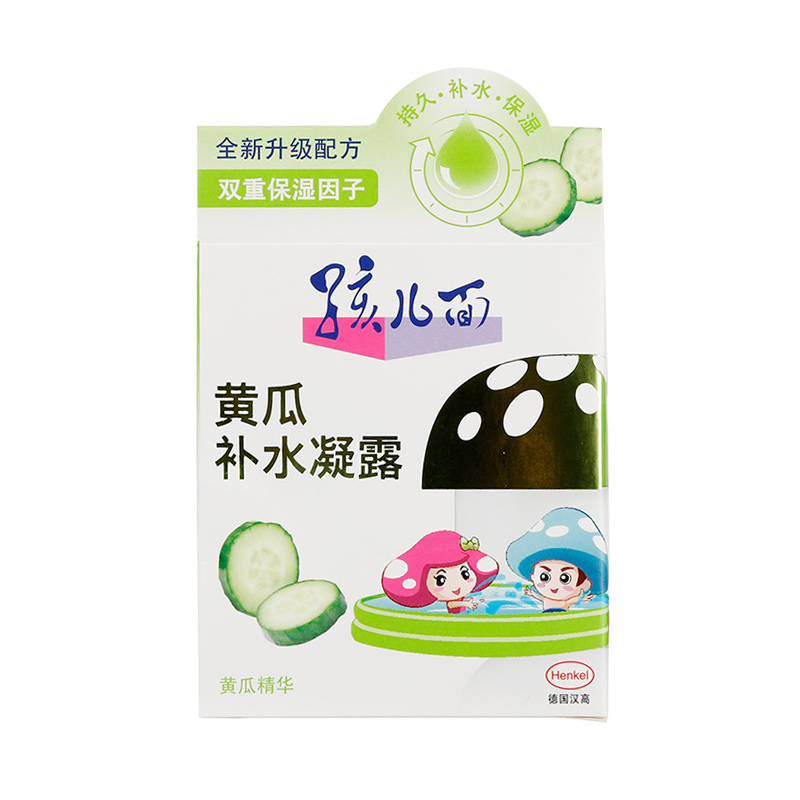 持久·补水·保湿
全新升级配方
双重保湿因子
孩儿面
黄瓜
补水凝露
黄瓜精华
Henkel
德国汉高